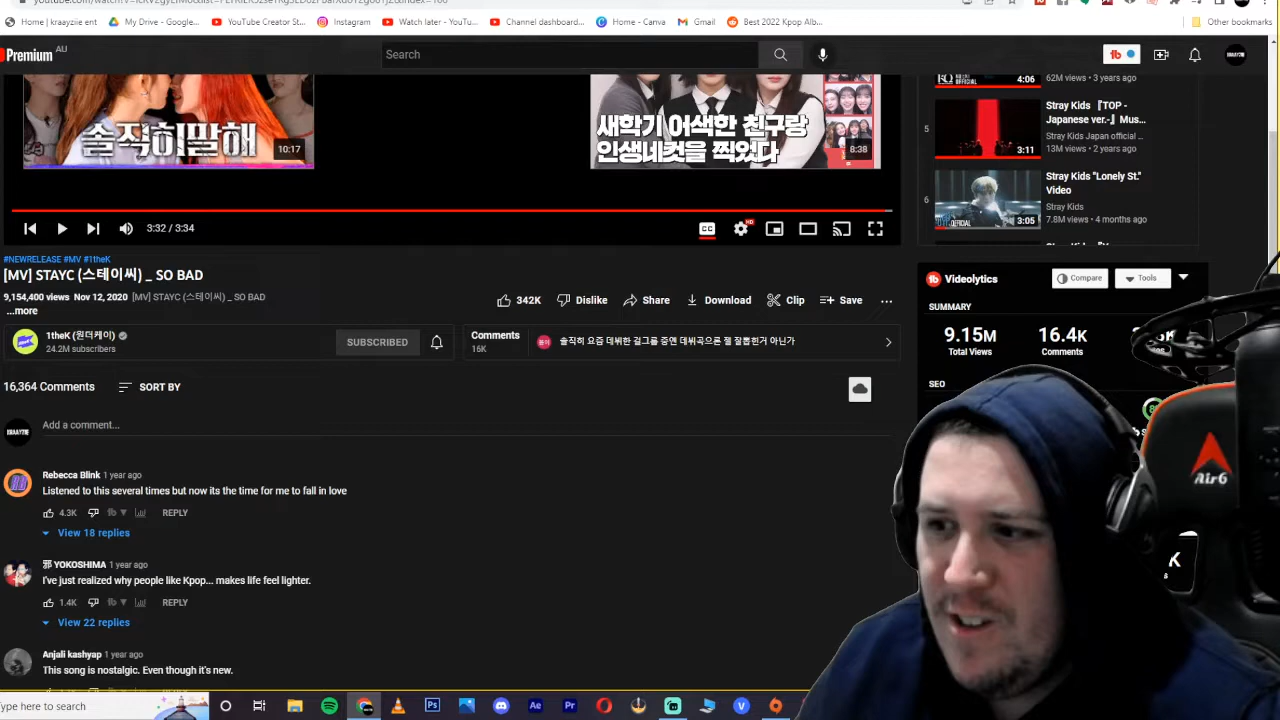 Home | kraayziie ent
My Drive - Google...
YouTube Creator St...
Instagram
Watch later - YouTu...
Channel dashboard...
Home - Canva
Gmail
Best 2022 Kpop Alb...
Other bookmarks
Premium AU
Search
솔직히말해
10:17
새학기 어색한 친구랑
인생네컷을 찍었다
8:38
4:06
62M views • 3 years ago
5
Stray Kids 『TOP -
Japanese ver.-』Mus...
Stray Kids Japan official ...
13M views • 2 years ago
3:11
6
Stray Kids "Lonely St."
Video
Stray Kids
7.8M views • 4 months ago
3:05
3:32 / 3:34
CC
HD
#NEWRELEASE #MV #1theK
[MV] STAYC (스테이씨) _ SO BAD
9,154,400 views Nov 12, 2020 [MV] STAYC (스테이씨) _ SO BAD
...more
342K
Dislike
Share
Download
Clip
Save
1theK (원더케이)
24.2M subscribers
SUBSCRIBED
Comments
16K
솔직히 요즘 데뷔한 걸그룹 중엔 데뷔곡으론 젤 잘뽑힌거 아닌가
16,364 Comments
SORT BY
Add a comment...
Rebecca Blink 1 year ago
Listened to this several times but now its the time for me to fall in love
4.3K
REPLY
View 18 replies
邪 YOKOSHIMA 1 year ago
I've just realized why people like Kpop... makes life feel lighter.
1.4K
REPLY
View 22 replies
Anjali kashyap 1 year ago
This song is nostalgic. Even though it's new.
Videolytics
Compare
Tools
SUMMARY
9.15M
Total Views
16.4K
Comments
SEO
Air6
Type here to search
Ps
Ae
Pr